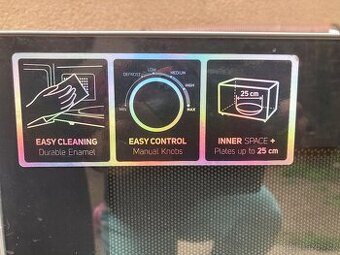 DEFROST
LOW
MEDIUM
HIGH
MIN
MAX
25 cm
EASY CLEANING
Durable Enamel
EASY CONTROL
Manual Knobs
INNER SPACE +
Plates up to 25 cm